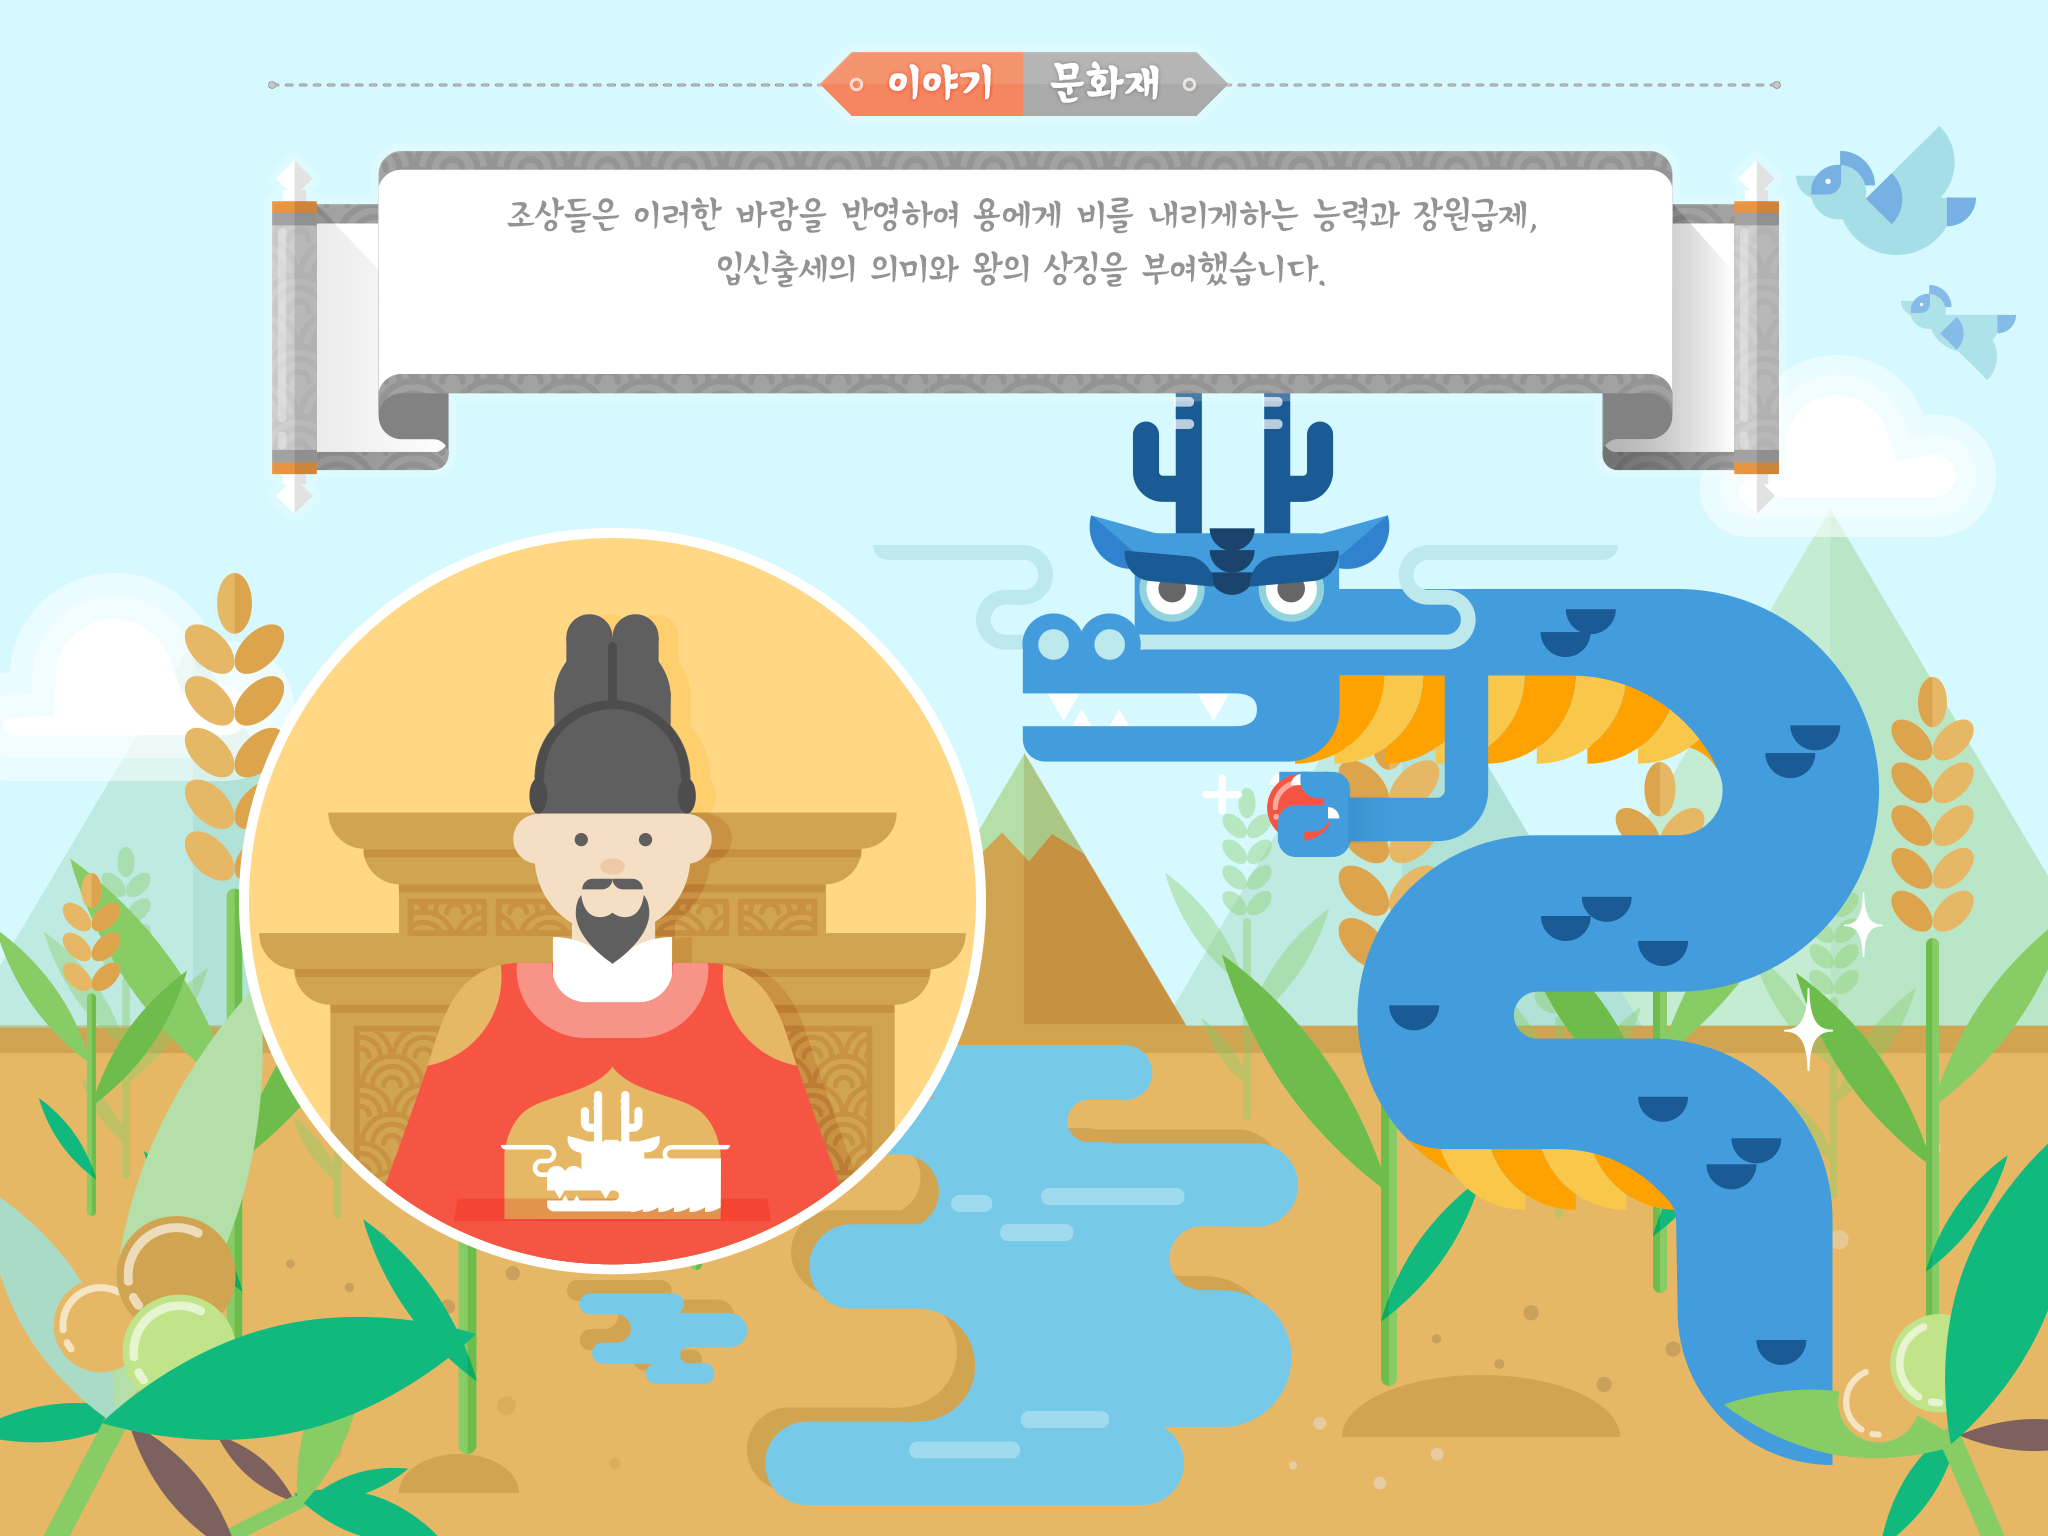 이야기 문화재
조상들은 이러한 바람을 반영하여 용에게 비를 내리게하는 능력과 장원급제,
입신출세의 의미와 왕의 상징을 부여했습니다.